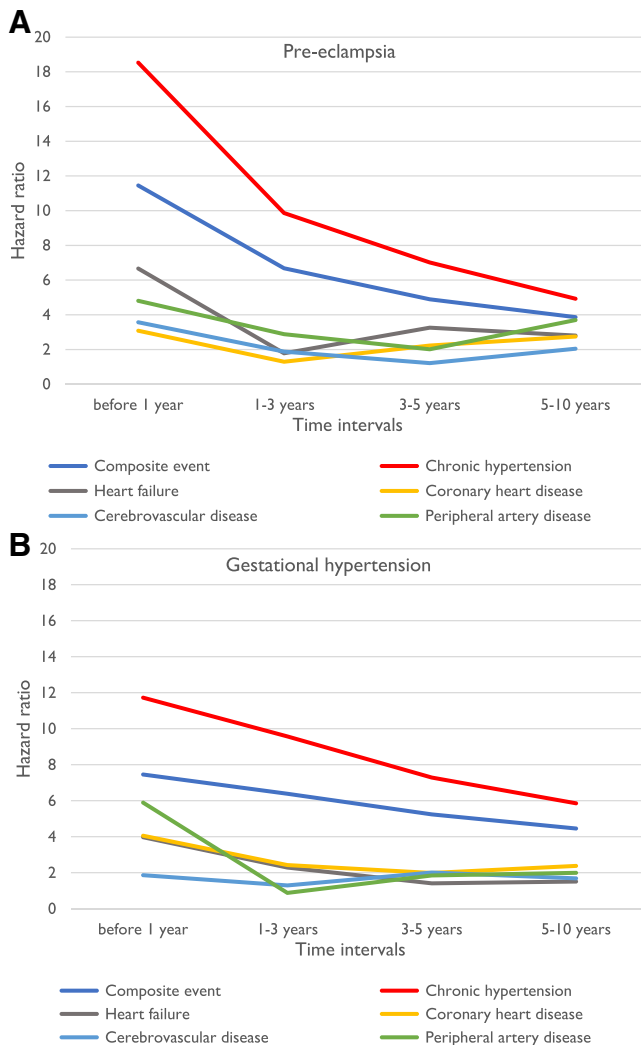 A
Pre-eclampsia
Hazard ratio
20
18
16
14
12
10
8
6
4
2
0
before 1 year 1-3 years 3-5 years 5-10 years
Time intervals
Composite event Chronic hypertension
Heart failure Coronary heart disease
Cerebrovascular disease Peripheral artery disease
B
Gestational hypertension
Hazard ratio
20
18
16
14
12
10
8
6
4
2
0
before 1 year 1-3 years 3-5 years 5-10 years
Time intervals
Composite event Chronic hypertension
Heart failure Coronary heart disease
Cerebrovascular disease Peripheral artery disease